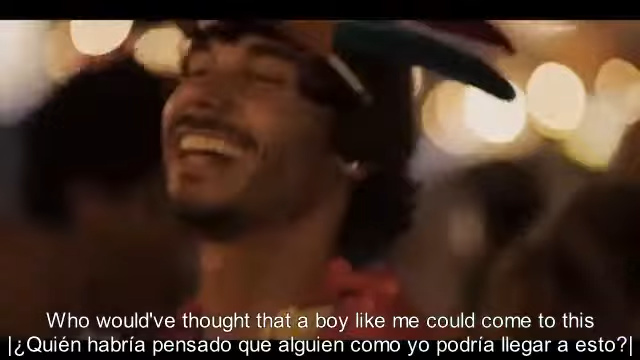 Who would've thought that a boy like me could come to this
|¿Quién habría pensado que alguien como yo podría llegar a esto?|